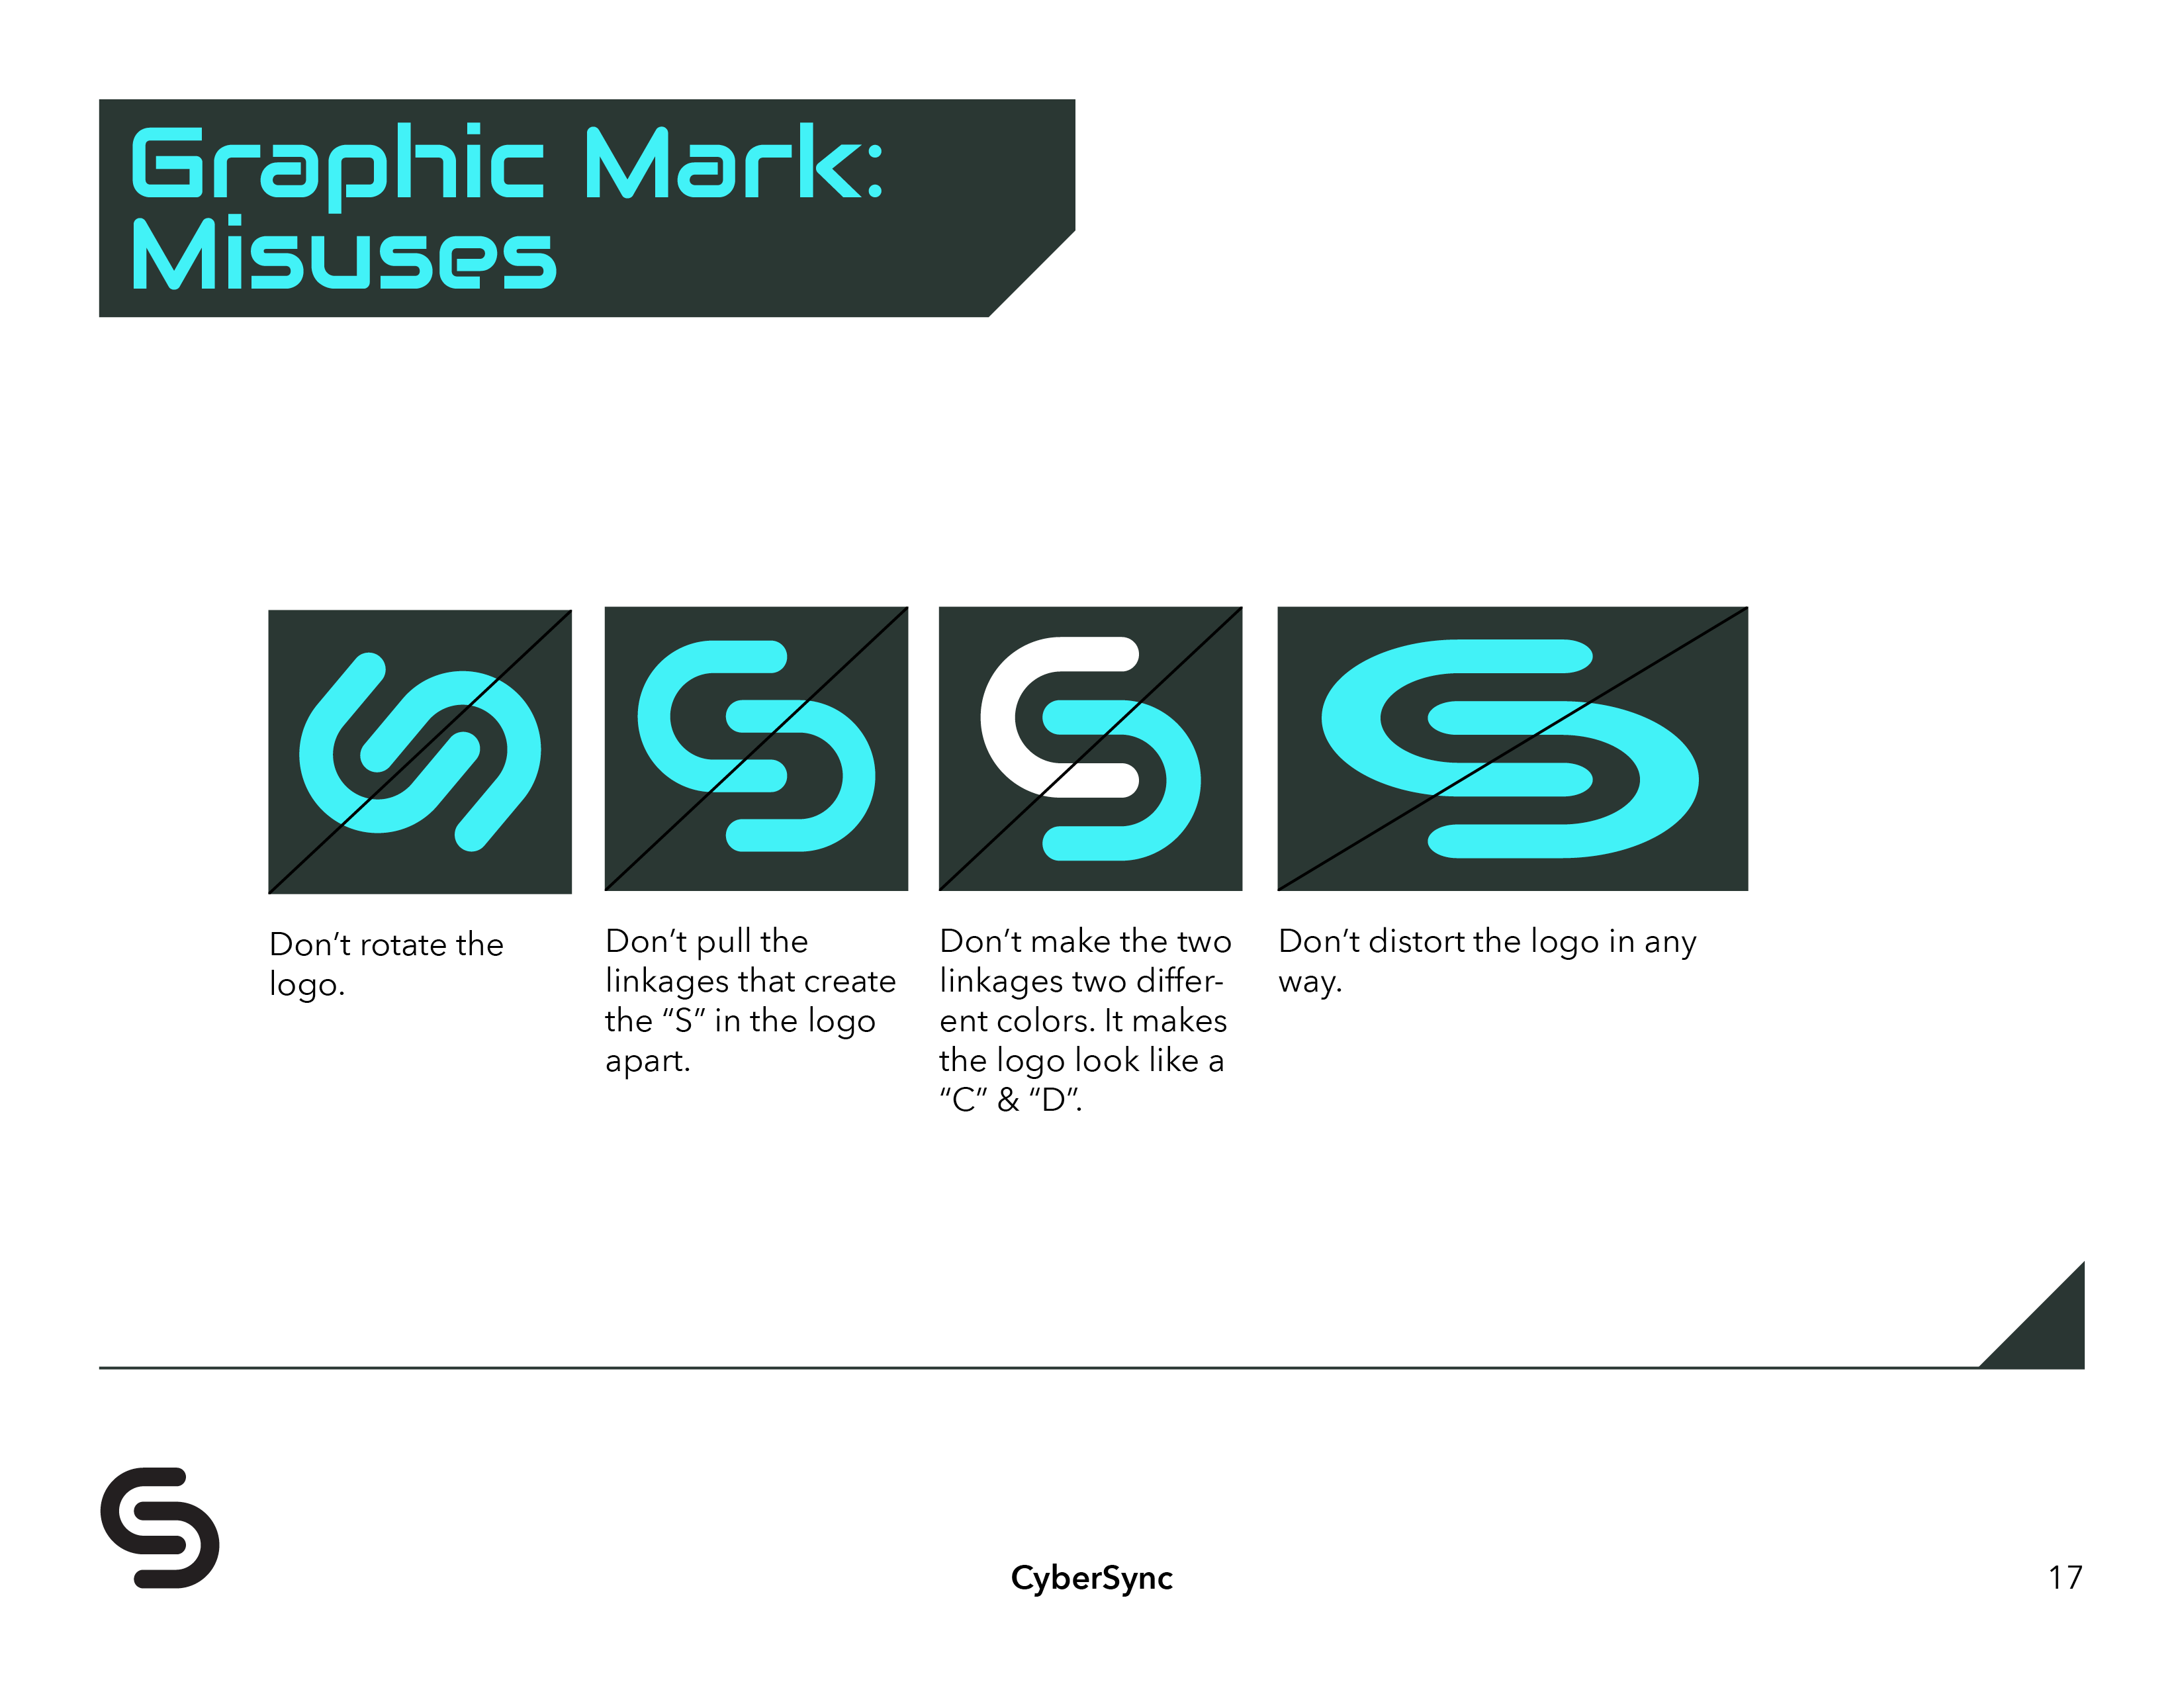 Graphic Mark:
Misuses
Don’t rotate the
logo.
Don’t pull the
linkages that create
the “S” in the logo
apart.
Don’t make the two
linkages two differ-
ent colors. It makes
the logo look like a
“C” & “D”.
Don’t distort the logo in any
way.
CyberSync
17